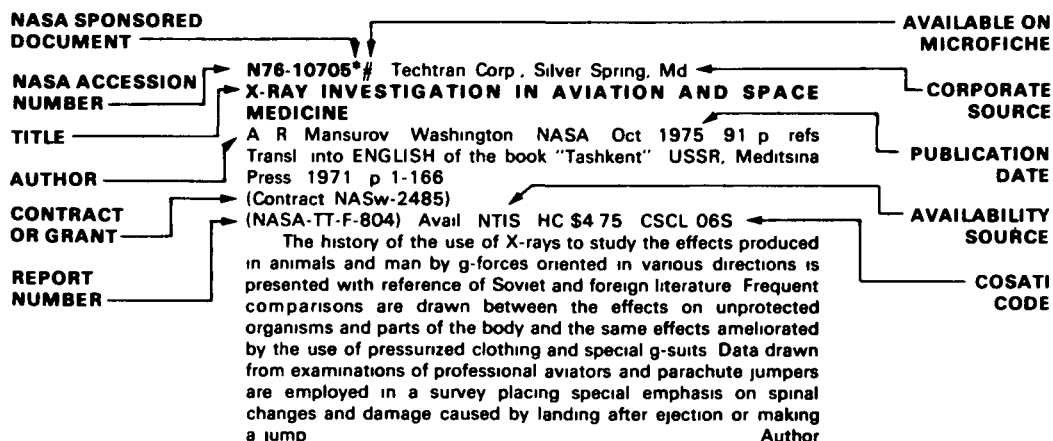 NASA SPONSORED
DOCUMENT
AVAILABLE ON
MICROFICHE
N76-10705*# Techtran Corp , Silver Spring, Md
NASA ACCESSION
NUMBER
CORPORATE
SOURCE
X-RAY INVESTIGATION IN AVIATION AND SPACE
MEDICINE
TITLE
A R Mansurov Washington NASA Oct 1975 91 p refs
Transl into ENGLISH of the book "Tashkent" USSR, Meditsina
Press 1971 p 1-166
PUBLICATION
DATE
AUTHOR
(Contract NASw-2485)
CONTRACT
OR GRANT
(NASA-TT-F-804) Avail NTIS HC $4 75 CSCL 06S
AVAILABILITY
SOURCE
REPORT
NUMBER
COSATI
CODE
The history of the use of X-rays to study the effects produced
in animals and man by g-forces oriented in various directions is
presented with reference of Soviet and foreign literature Frequent
comparisons are drawn between the effects on unprotected
organisms and parts of the body and the same effects ameliorated
by the use of pressurized clothing and special g-suits Data drawn
from examinations of professional aviators and parachute jumpers
are employed in a survey placing special emphasis on spinal
changes and damage caused by landing after ejection or making
a jump Author